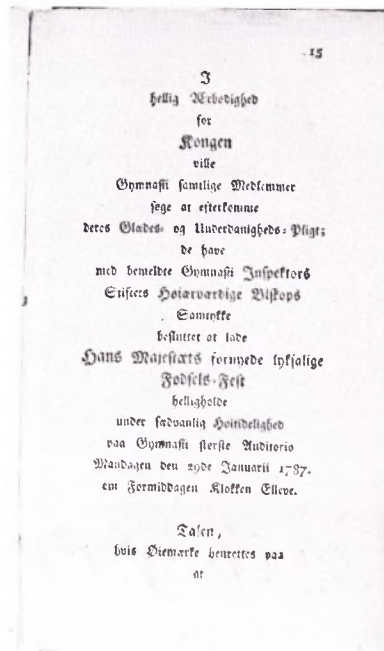 15
I
hellig Ærbødighed
for
Kongen
ville
Gymnasii samtlige Medlemmer
søge at efterkomme
deres Glædes- og Underdanigheds-Pligt;
de have
med bemeldte Gymnasii Inspektørs
Stiftets Høiærværdige Biskops
Samtykke
besluttet at lade
Hans Majestæts fornyede lyksalige
Fødsels-Fest
helligholde
under sædvanlig Høitidelighed
paa Gymnasii største Auditorio
Mandagen den 29de Januarii 1787.
om Formiddagen Klokken Elleve.
Talen,
hvis Øiemærke henrettes paa
at